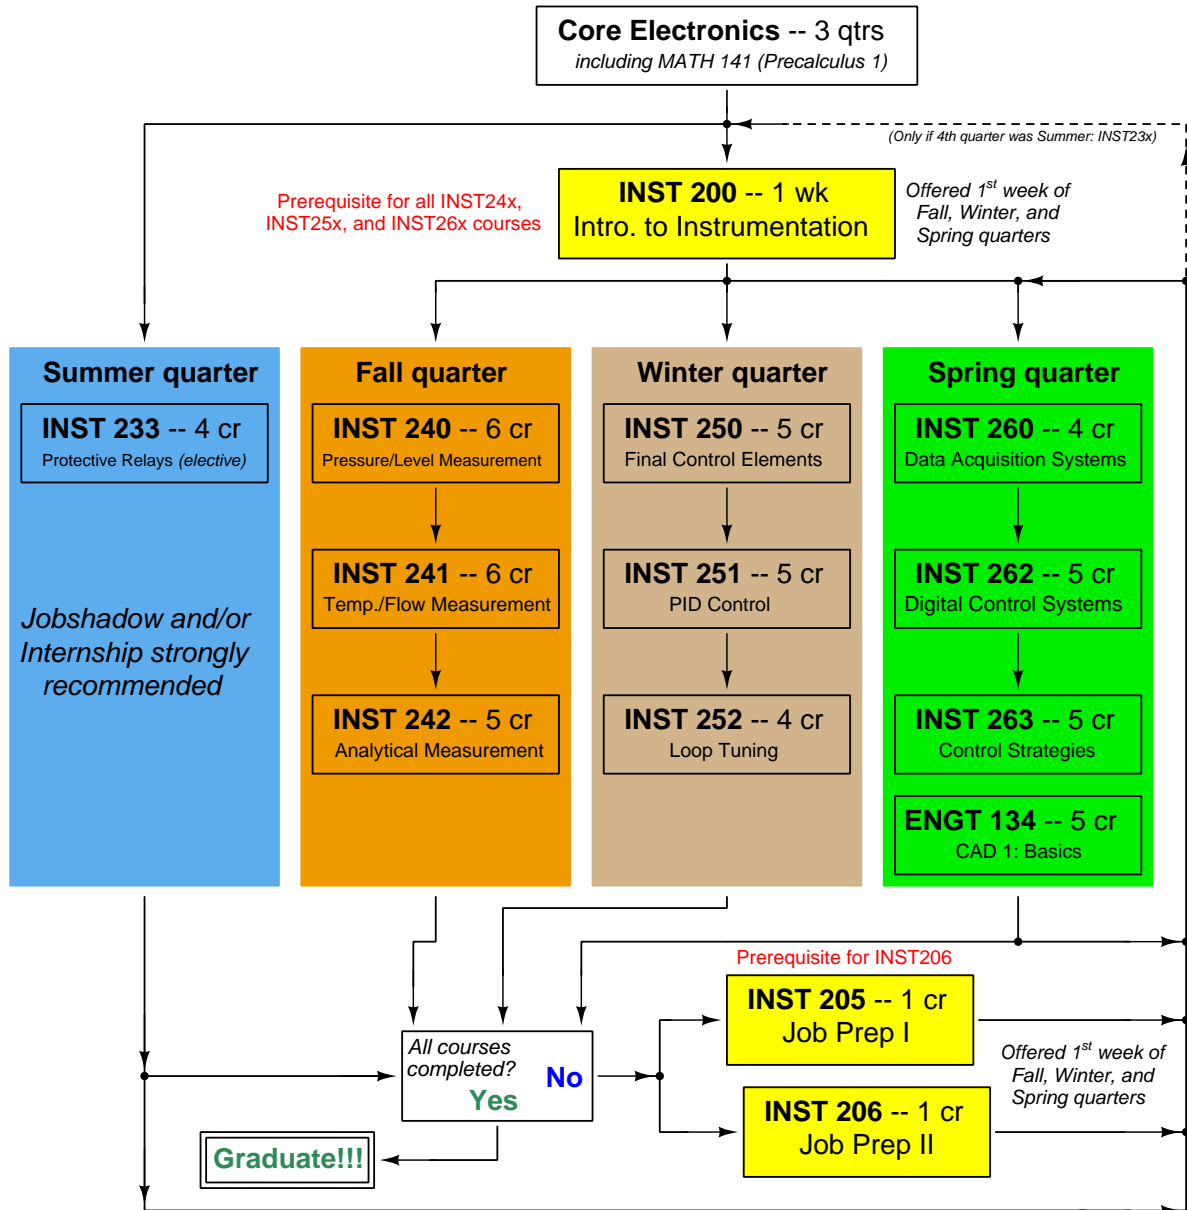 Core Electronics -- 3 qtrs
including MATH 141 (Precalculus 1)
(Only if 4th quarter was Summer: INST23x)
Prerequisite for all INST24x,
INST25x, and INST26x courses
INST 200 -- 1 wk
Intro. to Instrumentation
Offered 1st week of
Fall, Winter, and
Spring quarters
Summer quarter
INST 233 -- 4 cr
Protective Relays (elective)
Jobshadow and/or
Internship strongly
recommended
Fall quarter
INST 240 -- 6 cr
Pressure/Level Measurement
INST 241 -- 6 cr
Temp./Flow Measurement
INST 242 -- 5 cr
Analytical Measurement
Winter quarter
INST 250 -- 5 cr
Final Control Elements
INST 251 -- 5 cr
PID Control
INST 252 -- 4 cr
Loop Tuning
Spring quarter
INST 260 -- 4 cr
Data Acquisition Systems
INST 262 -- 5 cr
Digital Control Systems
INST 263 -- 5 cr
Control Strategies
ENGT 134 -- 5 cr
CAD 1: Basics
All courses
completed?
No
Yes
Graduate!!!
Prerequisite for INST206
INST 205 -- 1 cr
Job Prep I
INST 206 -- 1 cr
Job Prep II
Offered 1st week of
Fall, Winter, and
Spring quarters